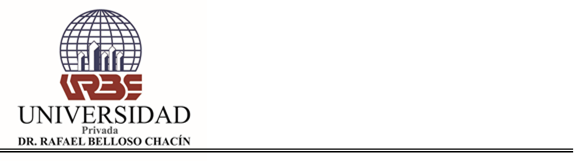 URBE
UNIVERSIDAD
Privada
DR. RAFAEL BELLOSO CHACÍN